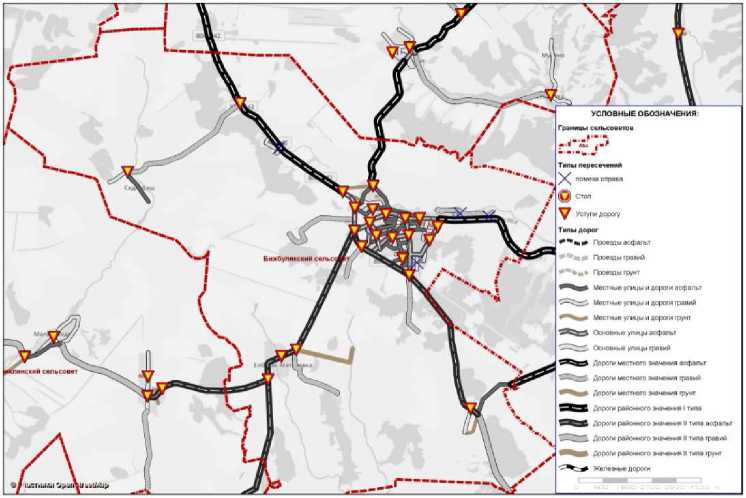 УСЛОВНЫЕ ОБОЗНАЧЕНИЯ:
Границы сельсоветов
Типы пересечений
помеха справа
Стоп
Уступи дорогу
Типы дорог
Проезды асфальт
Проезды гравий
Проезды грунт
Местные улицы и дороги асфальт
Местные улицы и дороги гравий
Местные улицы и дороги грунт
Основные улицы асфальт
Основные улицы гравий
Дороги местного значения асфальт
Дороги местного значения гравий
Дороги местного значения грунт
Дороги районного значения I типа
Дороги районного значения II типа асфальт
Дороги районного значения II типа гравий
Дороги районного значения II типа грунт
Железные дороги
Бижбулякский сельсовет
сельсовет
© Участники OpenStreetMap